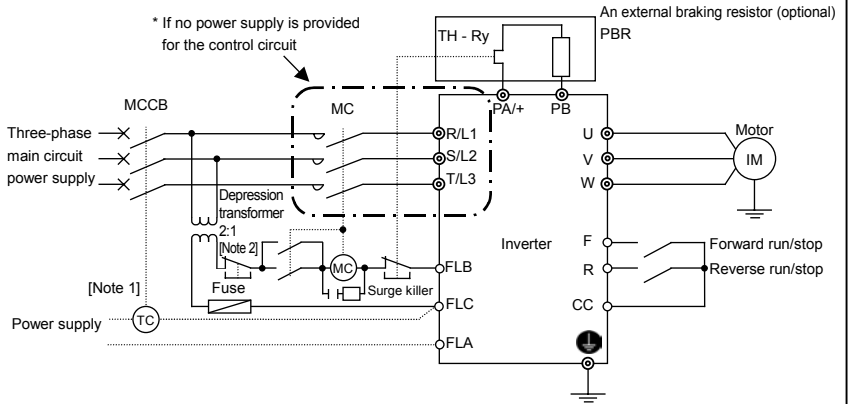 An external braking resistor (optional)
* If no power supply is provided
for the control circuit
TH - Ry
PBR
MCCB
MC
PA/+
PB
Three-phase
main circuit
power supply
R/L1
S/L2
T/L3
U
V
W
Motor
IM
Depression
transformer
2:1
[Note 2]
Inverter
F
Forward run/stop
MC
FLB
R
Reverse run/stop
[Note 1]
Fuse
Surge killer
FLC
CC
Power supply
TC
FLA